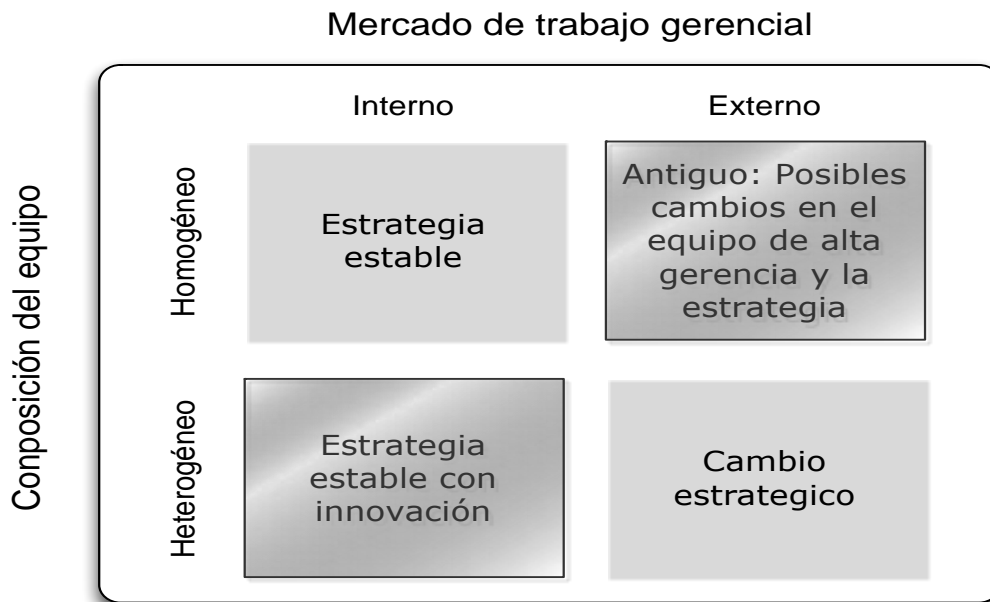 Mercado de trabajo gerencial
Interno
Externo
Conposición del equipo
Homogéneo
Estrategia
estable
Antiguo: Posibles
cambios en el
equipo de alta
gerencia y la
estrategia
Heterogéneo
Estrategia
estable con
innovación
Cambio
estrategico